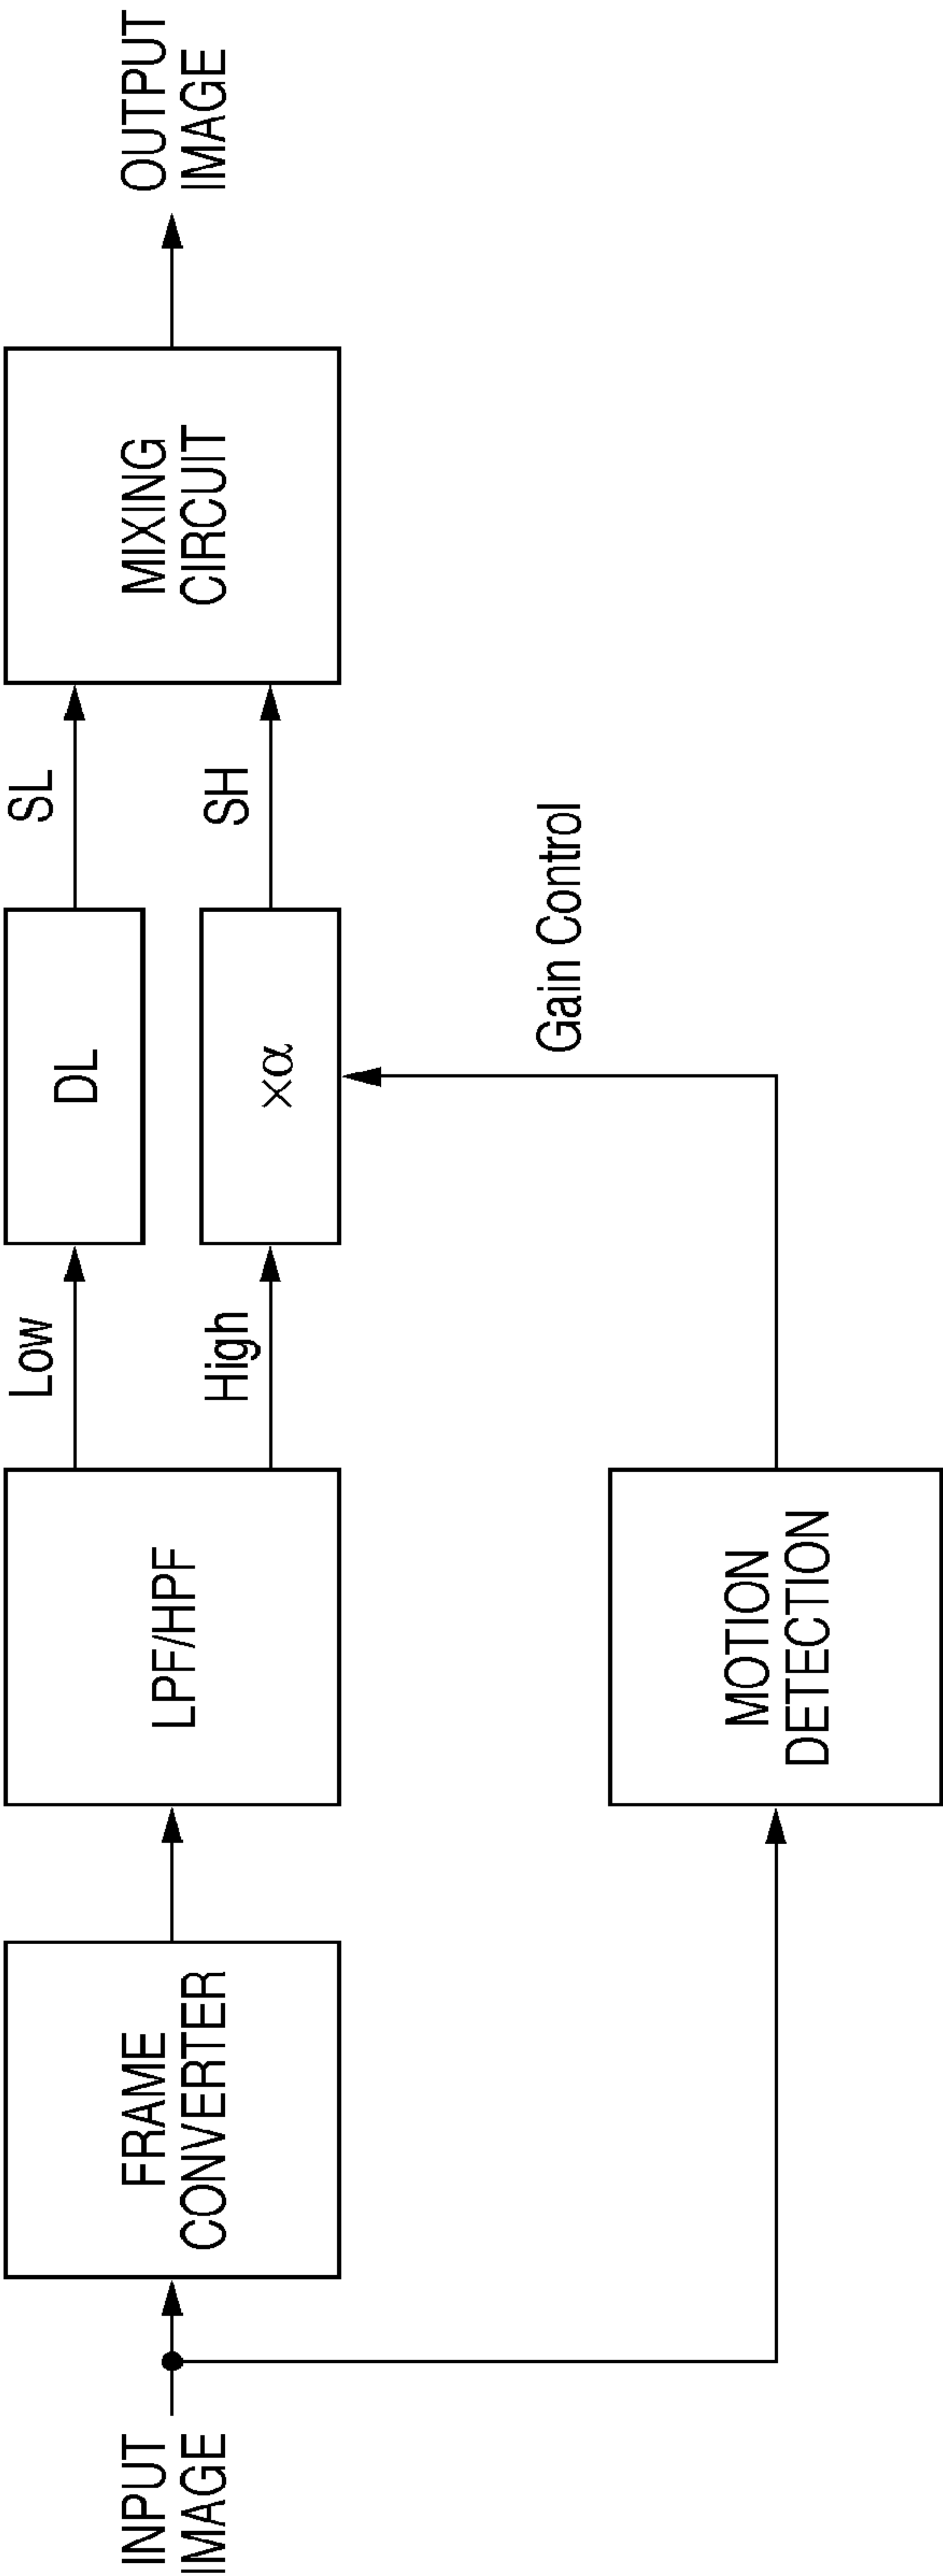 INPUT
IMAGE
FRAME
CONVERTER
LPF/HPF
Low
High
DL
×α
SL
SH
MIXING
CIRCUIT
OUTPUT
IMAGE
MOTION
DETECTION
Gain Control